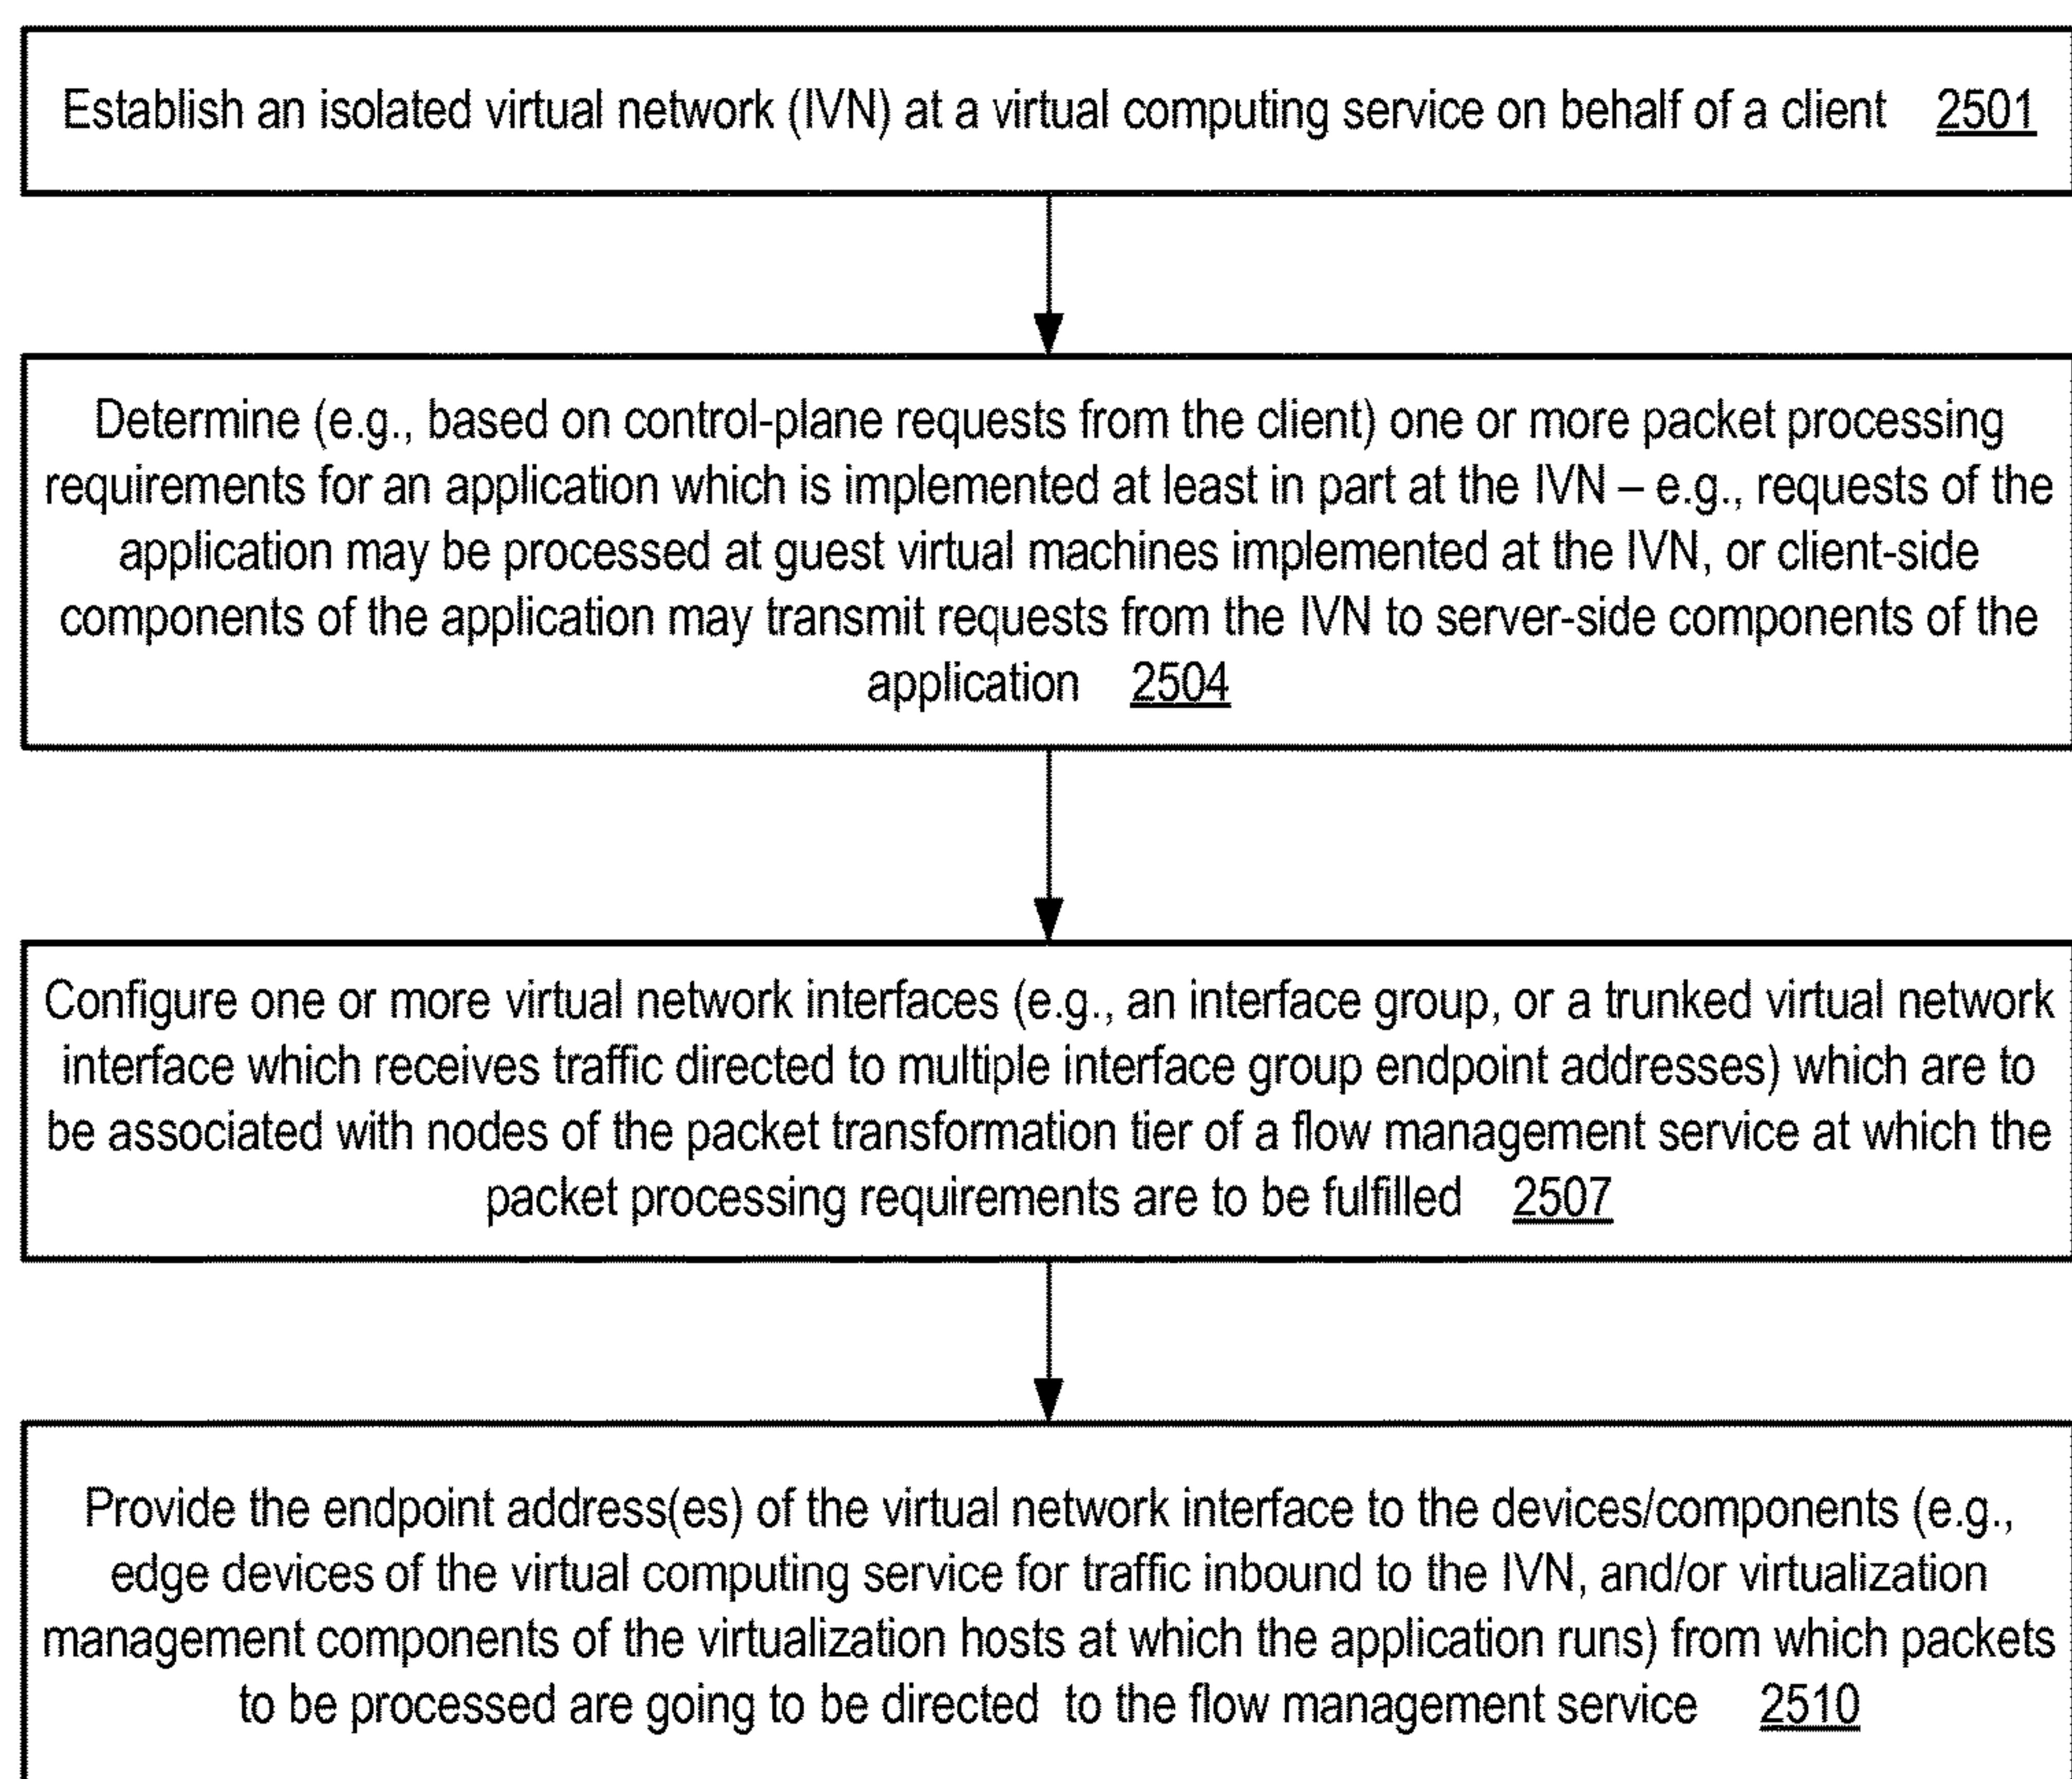 Establish an isolated virtual network (IVN) at a virtual computing service on behalf of a client 2501
Determine (e.g., based on control-plane requests from the client) one or more packet processing
requirements for an application which is implemented at least in part at the IVN – e.g., requests of the
application may be processed at guest virtual machines implemented at the IVN, or client-side
components of the application may transmit requests from the IVN to server-side components of the
application 2504
Configure one or more virtual network interfaces (e.g., an interface group, or a trunked virtual network
interface which receives traffic directed to multiple interface group endpoint addresses) which are to
be associated with nodes of the packet transformation tier of a flow management service at which the
packet processing requirements are to be fulfilled 2507
Provide the endpoint address(es) of the virtual network interface to the devices/components (e.g.,
edge devices of the virtual computing service for traffic inbound to the IVN, and/or virtualization
management components of the virtualization hosts at which the application runs) from which packets
to be processed are going to be directed to the flow management service 2510